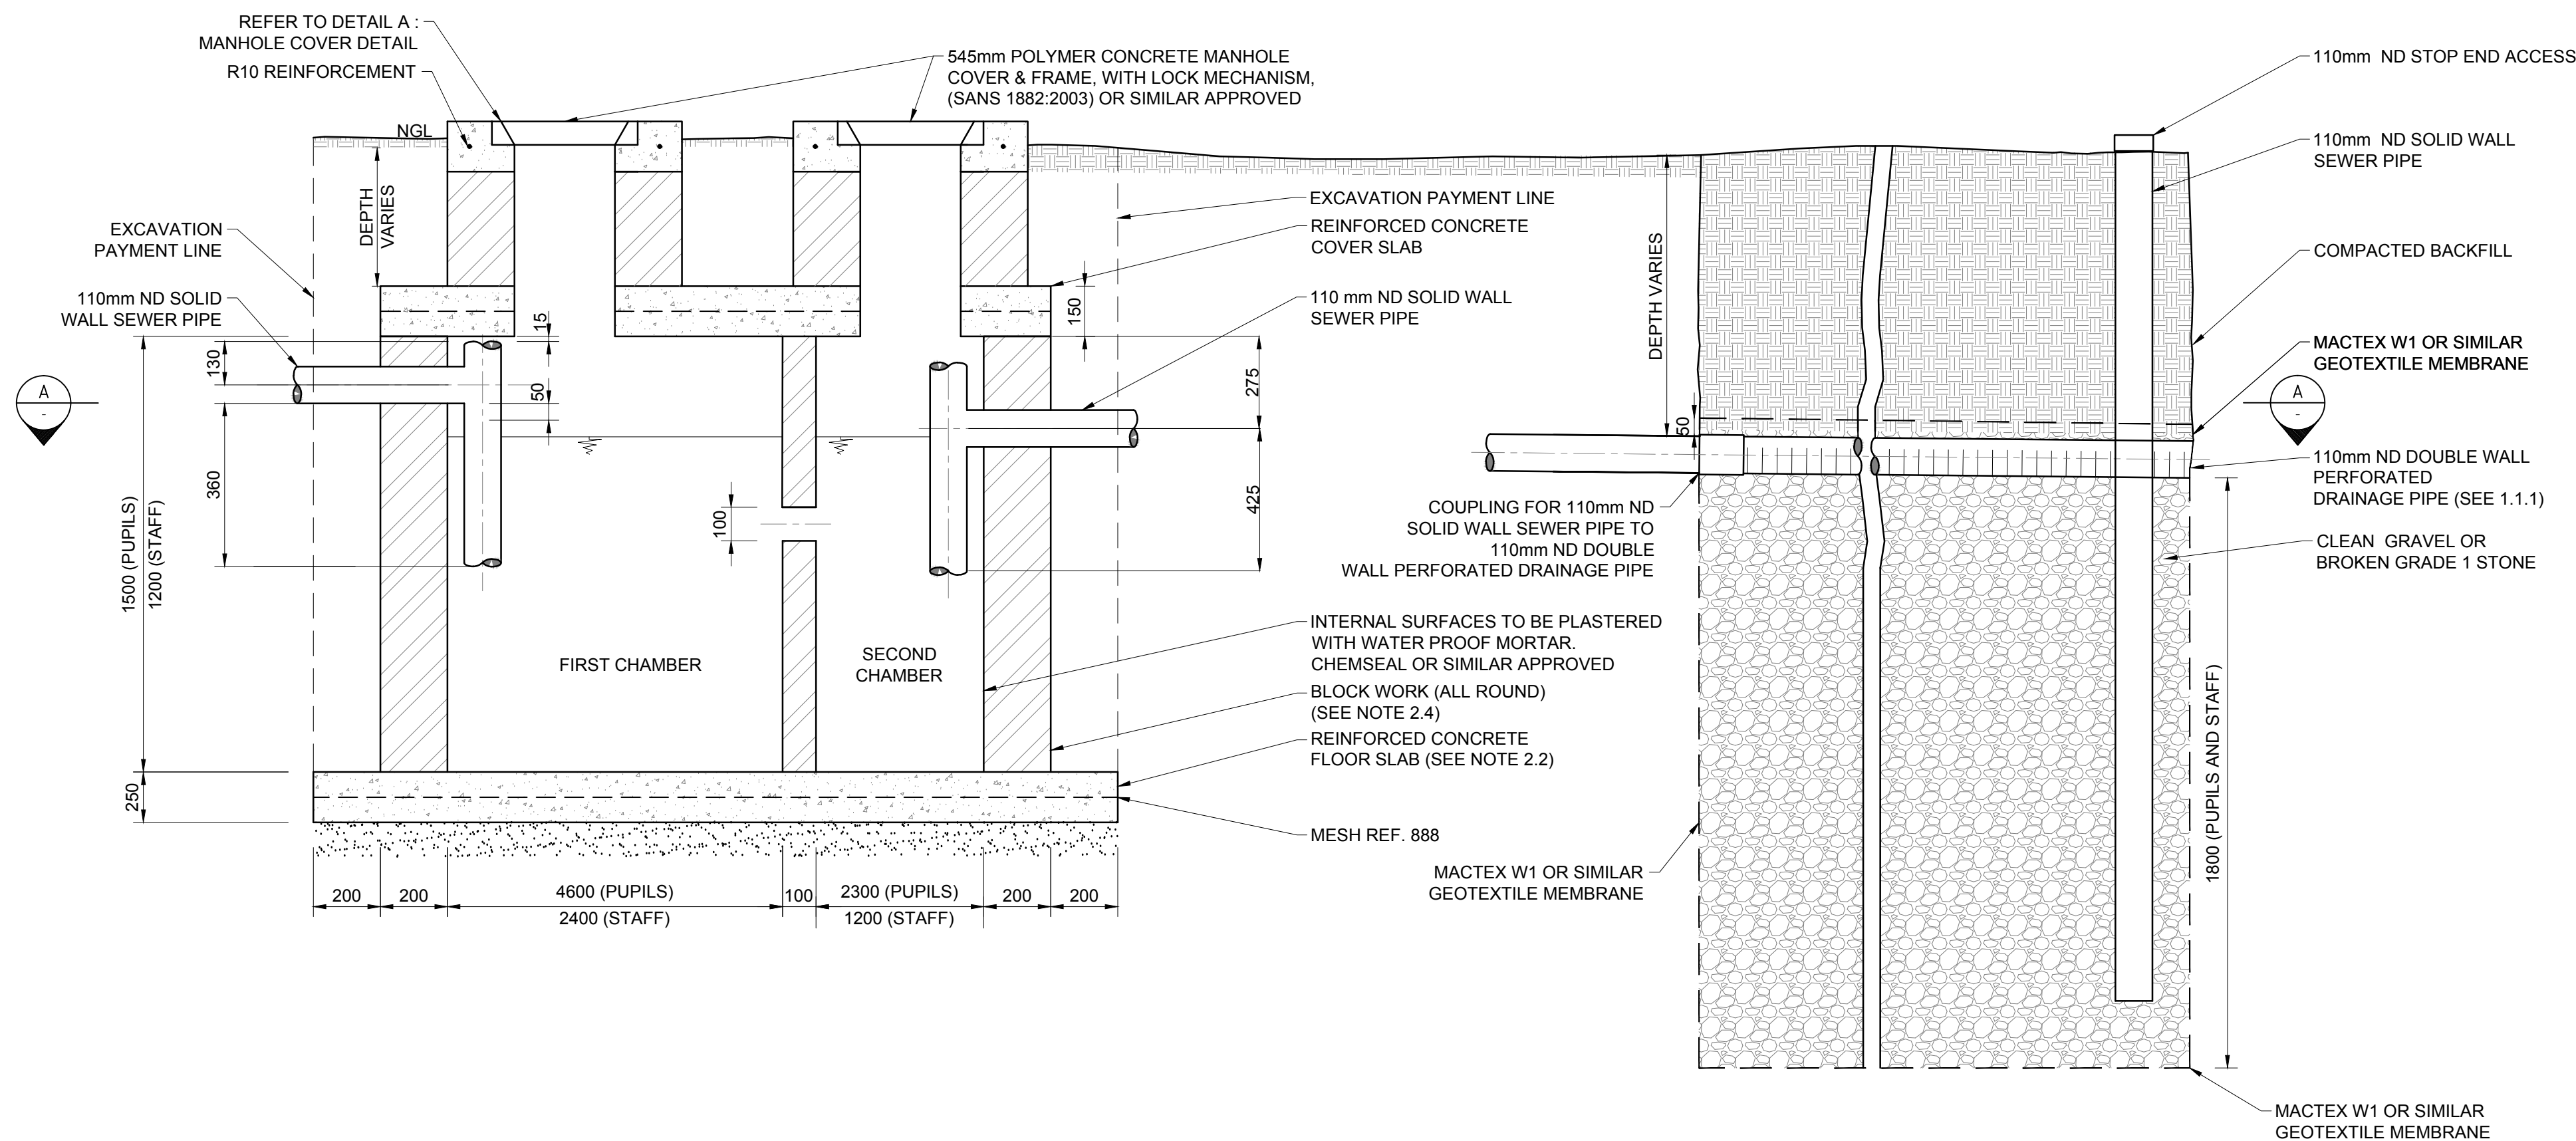 REFER TO DETAIL A :
MANHOLE COVER DETAIL
R10 REINFORCEMENT
545mm POLYMER CONCRETE MANHOLE
COVER & FRAME, WITH LOCK MECHANISM,
(SANS 1882:2003) OR SIMILAR APPROVED
110mm ND STOP END ACCESS
NGL
110mm ND SOLID WALL
SEWER PIPE
DEPTH
VARIES
EXCAVATION
PAYMENT LINE
EXCAVATION PAYMENT LINE
REINFORCED CONCRETE
COVER SLAB
COMPACTED BACKFILL
110mm ND SOLID
WALL SEWER PIPE
110 mm ND SOLID WALL
SEWER PIPE
DEPTH VARIES
15
150
130
50
275
MACTEX W1 OR SIMILAR
GEOTEXTILE MEMBRANE
A
-
A
-
50
360
425
100
110mm ND DOUBLE WALL
PERFORATED
DRAINAGE PIPE (SEE 1.1.1)
COUPLING FOR 110mm ND
SOLID WALL SEWER PIPE TO
110mm ND DOUBLE
WALL PERFORATED DRAINAGE PIPE
CLEAN GRAVEL OR
BROKEN GRADE 1 STONE
1500 (PUPILS)
1200 (STAFF)
FIRST CHAMBER
SECOND
CHAMBER
INTERNAL SURFACES TO BE PLASTERED
WITH WATER PROOF MORTAR.
CHEMSEAL OR SIMILAR APPROVED
BLOCK WORK (ALL ROUND)
(SEE NOTE 2.4)
REINFORCED CONCRETE
FLOOR SLAB (SEE NOTE 2.2)
250
MESH REF. 888
1800 (PUPILS AND STAFF)
MACTEX W1 OR SIMILAR
GEOTEXTILE MEMBRANE
200
200
4600 (PUPILS)
2400 (STAFF)
100
2300 (PUPILS)
1200 (STAFF)
200
200
MACTEX W1 OR SIMILAR
GEOTEXTILE MEMBRANE